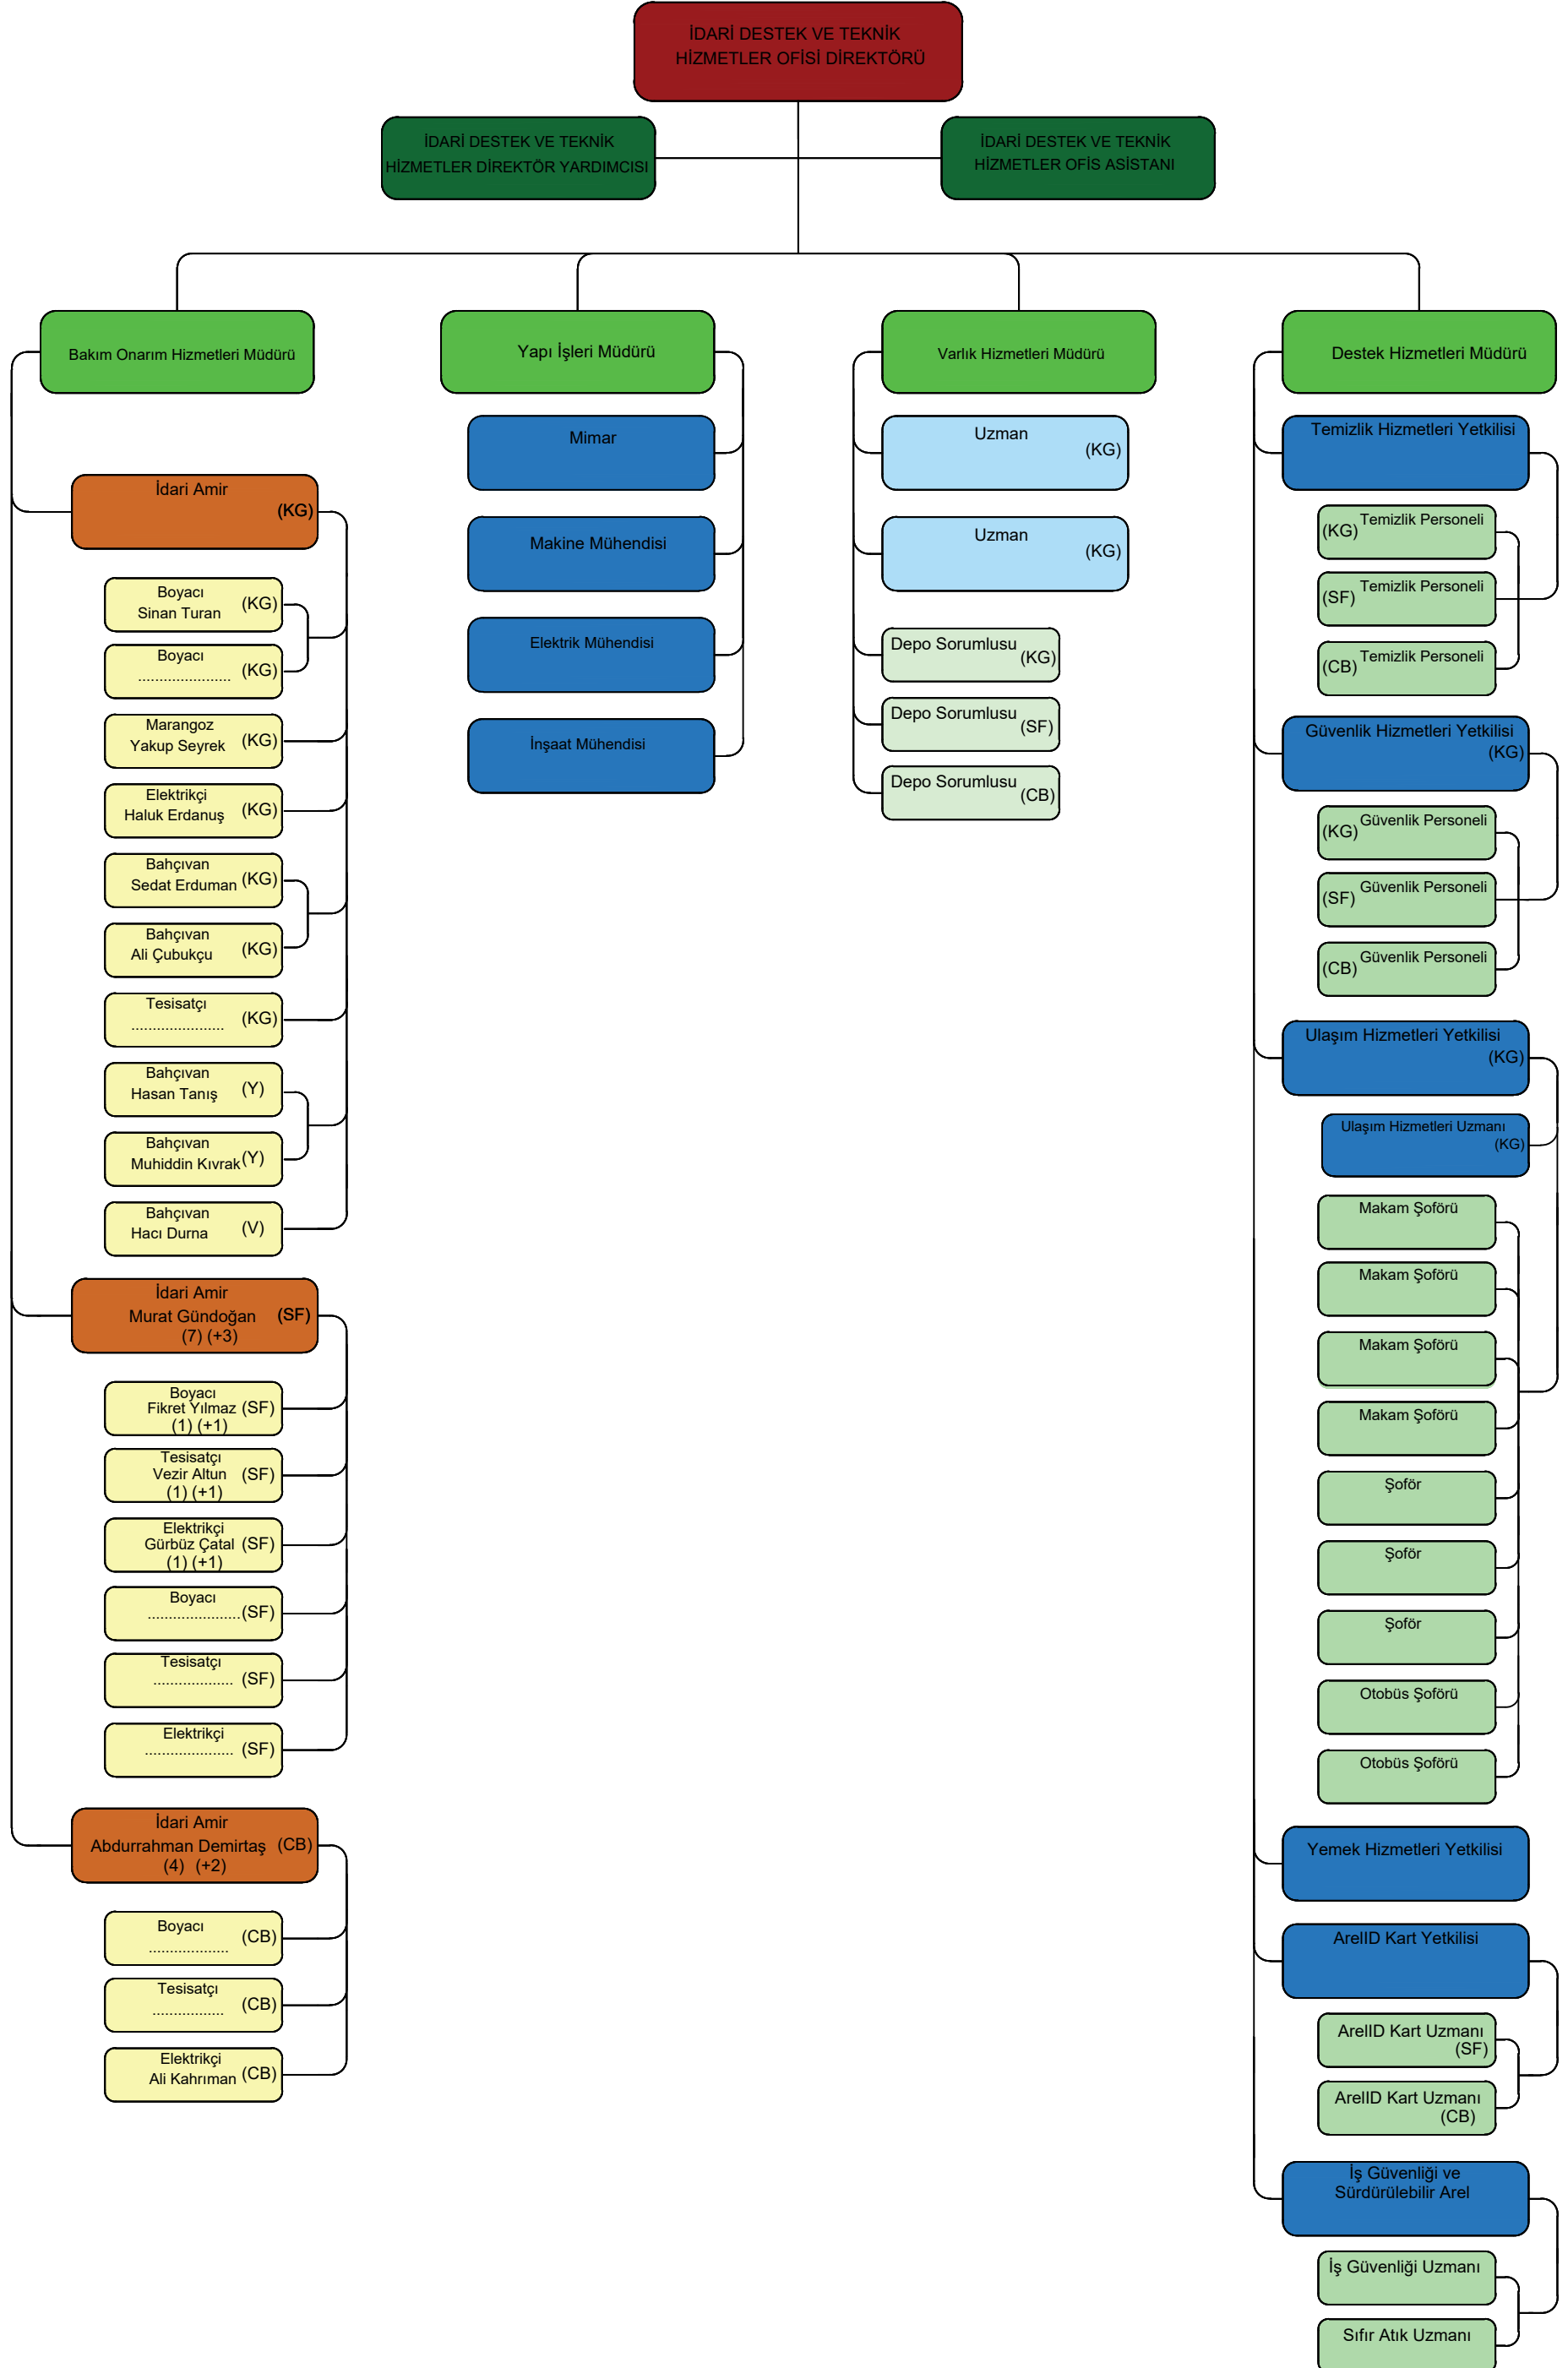 İDARİ DESTEK VE TEKNİK
HİZMETLER OFİSİ DİREKTÖRÜ
İDARİ DESTEK VE TEKNİK
HİZMETLER DİREKTÖR YARDIMCISI
İDARİ DESTEK VE TEKNİK
HİZMETLER OFİS ASİSTANI
Bakım Onarım Hizmetleri Müdürü
İdari Amir
(KG)
Boyacı
Sinan Turan (KG)
Boyacı
...................... (KG)
Marangoz
Yakup Seyrek (KG)
Elektrikçi
Haluk Erdanuş (KG)
Bahçıvan
Sedat Erduman (KG)
Bahçıvan
Ali Çubukçu (KG)
Tesisatçı
...................... (KG)
Bahçıvan
Hasan Tanış (Y)
Bahçıvan
Muhiddin Kıvrak (Y)
Bahçıvan
Hacı Durna (V)
İdari Amir
Murat Gündoğan (SF)
(7) (+3)
Boyacı
Fikret Yılmaz (SF)
(1) (+1)
Tesisatçı
Vezir Altun (SF)
(1) (+1)
Elektrikçi
Gürbüz Çatal (SF)
(1) (+1)
Boyacı
...................... (SF)
Tesisatçı
................... (SF)
Elektrikçi
..................... (SF)
İdari Amir
Abdurrahman Demirtaş (CB)
(4) (+2)
Boyacı
................... (CB)
Tesisatçı
................. (CB)
Elektrikçi
Ali Kahrıman (CB)
Yapı İşleri Müdürü
Mimar
Makine Mühendisi
Elektrik Mühendisi
İnşaat Mühendisi
Varlık Hizmetleri Müdürü
Uzman
(KG)
Uzman
(KG)
Depo Sorumlusu
(KG)
Depo Sorumlusu
(SF)
Depo Sorumlusu
(CB)
Destek Hizmetleri Müdürü
Temizlik Hizmetleri Yetkilisi
(KG) Temizlik Personeli
(SF) Temizlik Personeli
(CB) Temizlik Personeli
Güvenlik Hizmetleri Yetkilisi
(KG)
(KG) Güvenlik Personeli
(SF) Güvenlik Personeli
(CB) Güvenlik Personeli
Ulaşım Hizmetleri Yetkilisi
(KG)
Ulaşım Hizmetleri Uzmanı
(KG)
Makam Şoförü
Makam Şoförü
Makam Şoförü
Makam Şoförü
Şoför
Şoför
Şoför
Otobüs Şoförü
Otobüs Şoförü
Yemek Hizmetleri Yetkilisi
ArelID Kart Yetkilisi
ArelID Kart Uzmanı
(SF)
ArelID Kart Uzmanı
(CB)
İş Güvenliği ve
Sürdürülebilir Arel
İş Güvenliği Uzmanı
Sıfır Atık Uzmanı